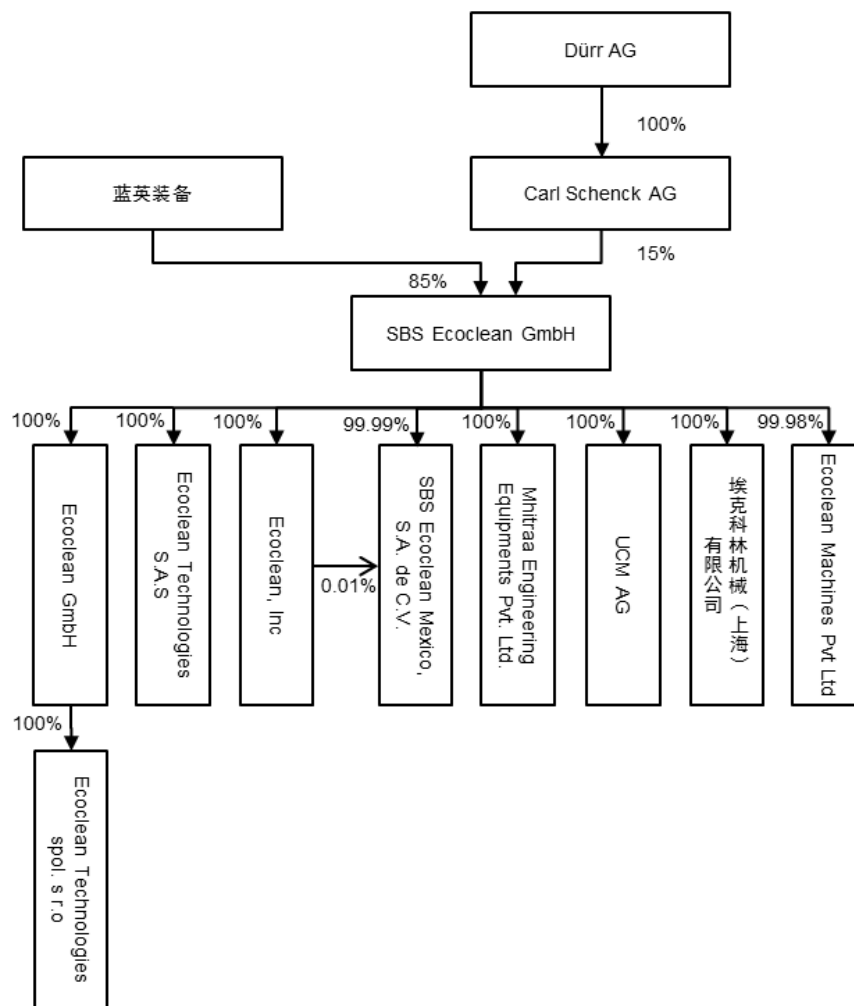 Dürr AG
100%
蓝英装备
Carl Schenck AG
15%
85%
SBS Ecoclean GmbH
100%
100%
100%
99.99%
100%
100%
100%
99.98%
Ecoclean GmbH
Ecoclean Technologies
S.A.S
Ecoclean, Inc
0.01%
SBS Ecoclean Mexico,
S.A. de C.V.
Mhitraa Engineering
Equipments Pvt. Ltd.
UCM AG
埃克科林机械（上海）
有限公司
Ecoclean Machines Pvt Ltd
100%
Ecoclean Technologies
spol. s r.o